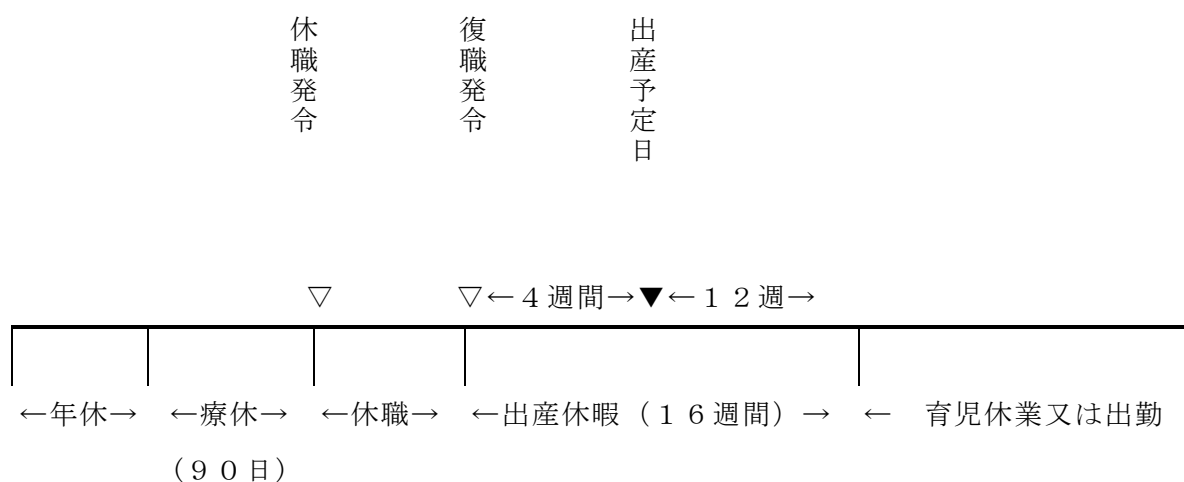 休職発令
復職発令
出産予定日
▽ ▽←４週間→▼←１２週→
←年休→ ←療休→ ←休職→ ←出産休暇（１６週間）→ ← 育児休業又は出勤
（９０日）